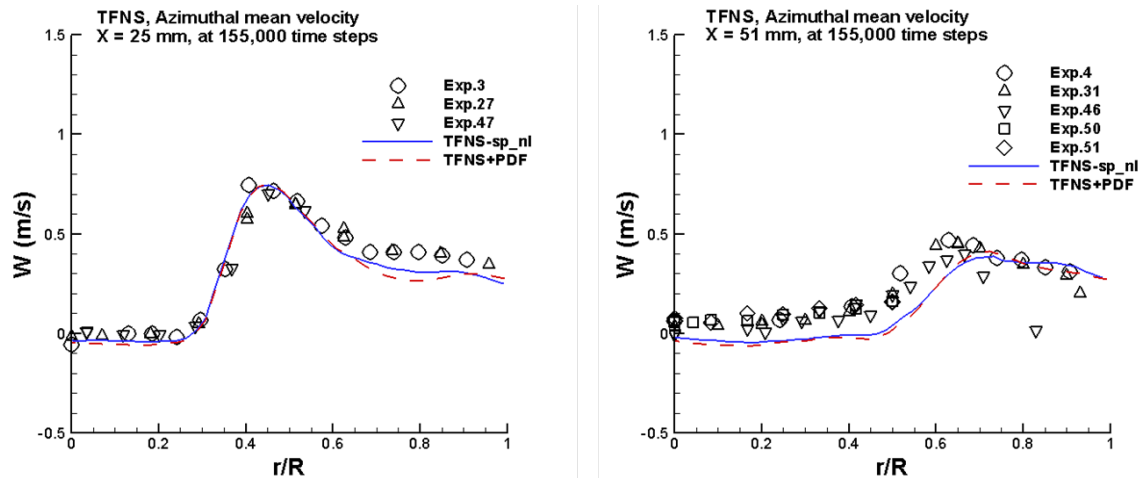 TFNS, Azimuthal mean velocity
X = 25 mm, at 155,000 time steps
1.5
1
0.5
0
-0.5
W (m/s)
Exp.3
Exp.27
Exp.47
TFNS-sp_nl
TFNS+PDF
0
0.2
0.4
0.6
0.8
1
r/R
TFNS, Azimuthal mean velocity
X = 51 mm, at 155,000 time steps
1.5
1
0.5
0
-0.5
W (m/s)
Exp.4
Exp.31
Exp.46
Exp.50
Exp.51
TFNS-sp_nl
TFNS+PDF
0
0.2
0.4
0.6
0.8
1
r/R